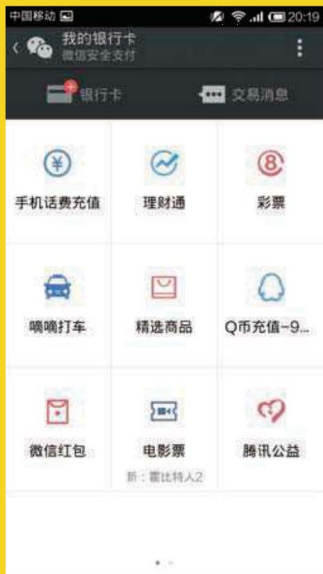 中国移动 20:19
我的银行卡
微信安全支付
银行卡 交易消息
手机话费充值 理财通 彩票
嘀嘀打车 精选商品 Q币充值-9...
微信红包 电影票 腾讯公益
新：霍比特人2